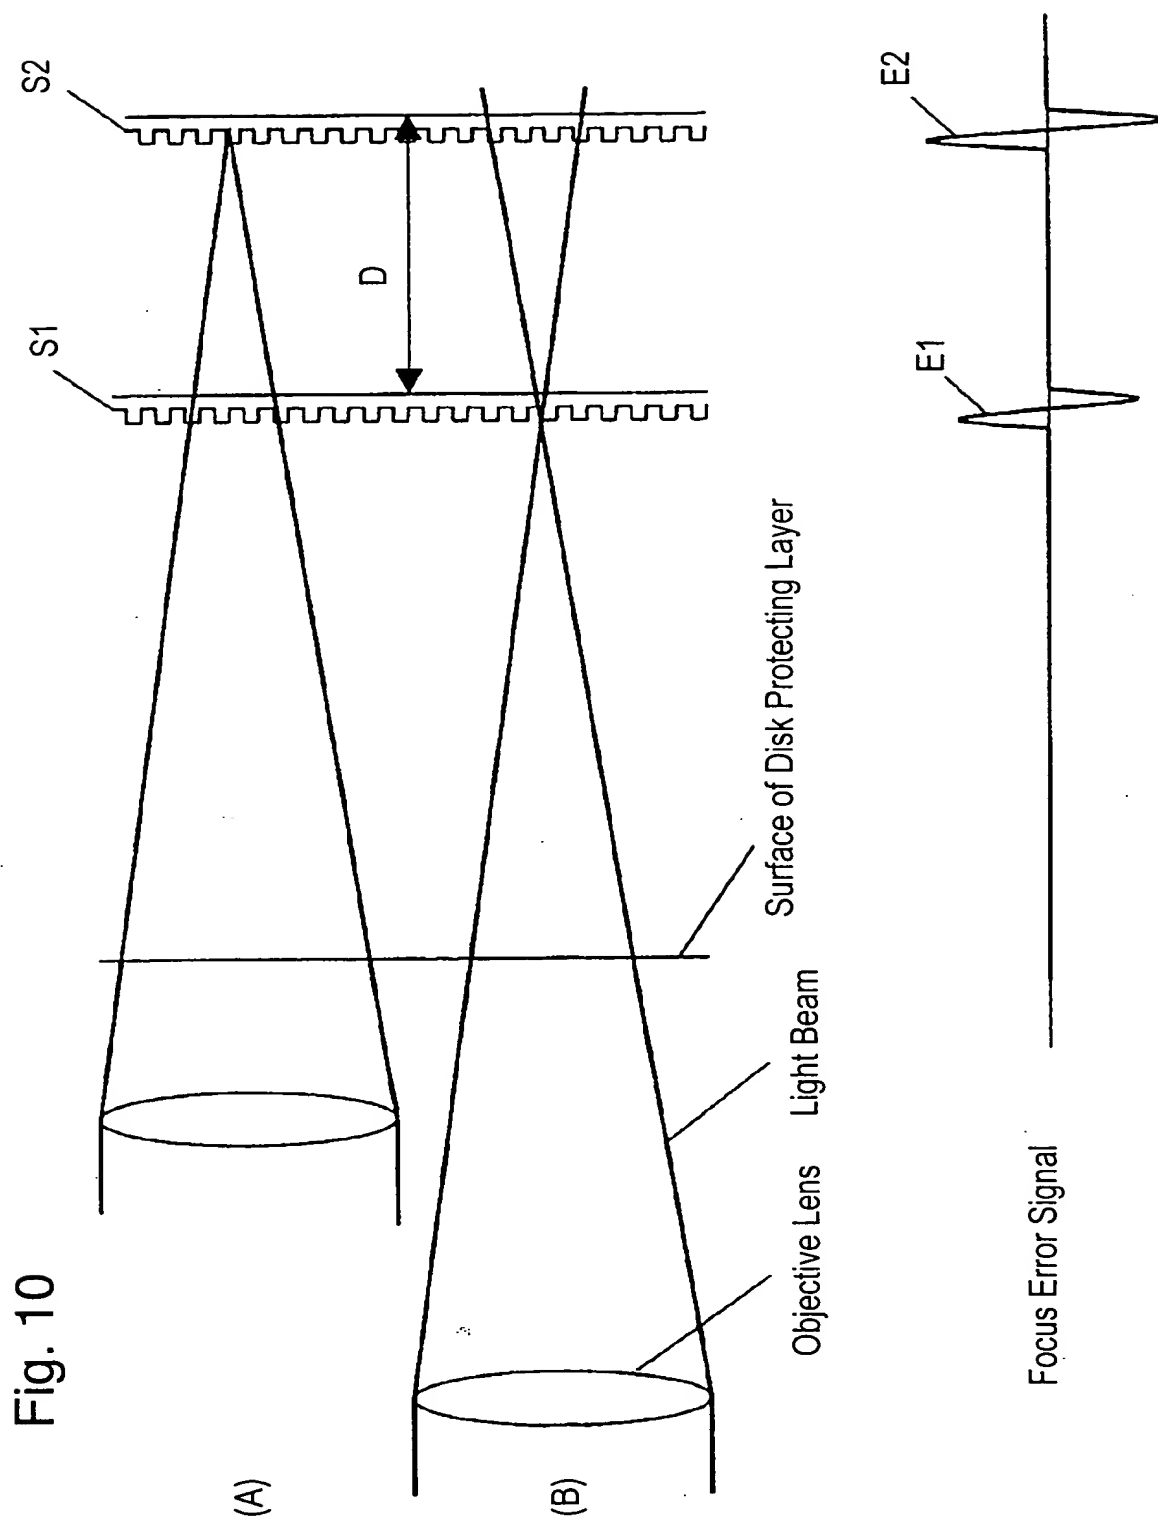 Fig. 10
(A)
(B)
S1
S2
D
Surface of Disk Protecting Layer
Light Beam
Objective Lens
Focus Error Signal
E1
E2